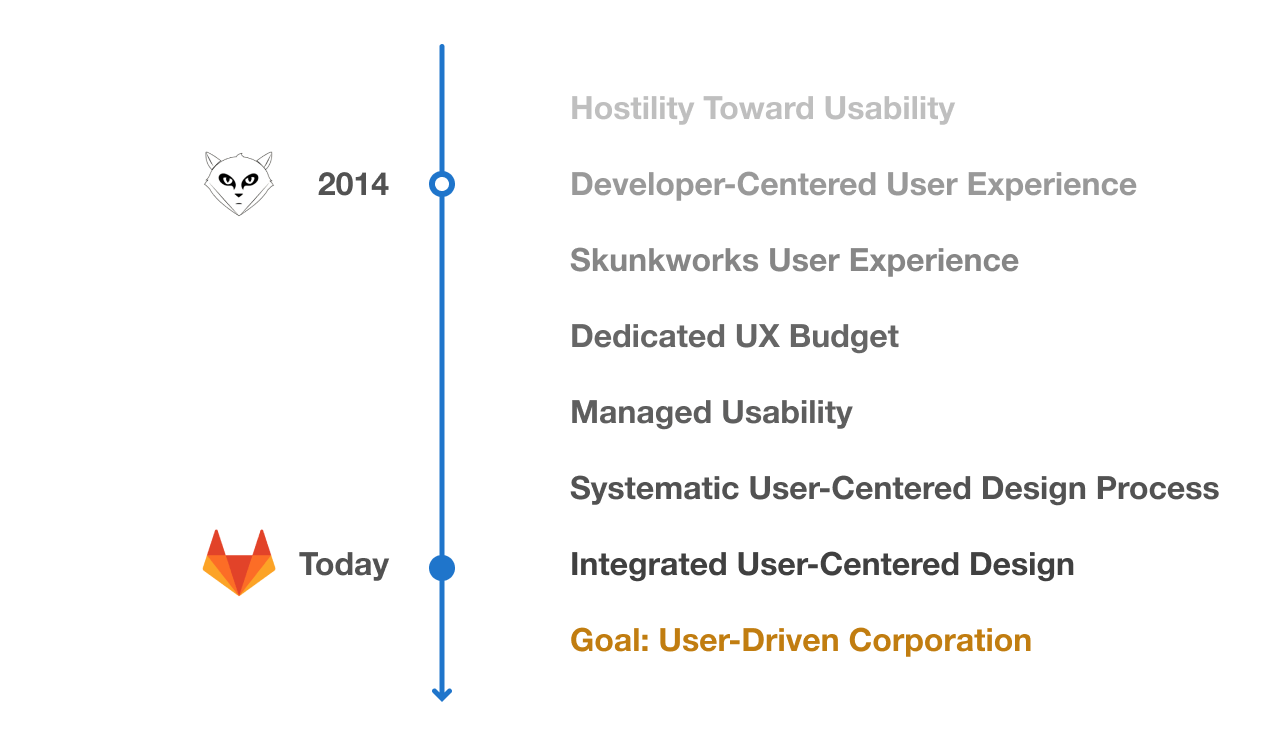 Hostility Toward Usability
2014
Developer-Centered User Experience
Skunkworks User Experience
Dedicated UX Budget
Managed Usability
Systematic User-Centered Design Process
Today
Integrated User-Centered Design
Goal: User-Driven Corporation